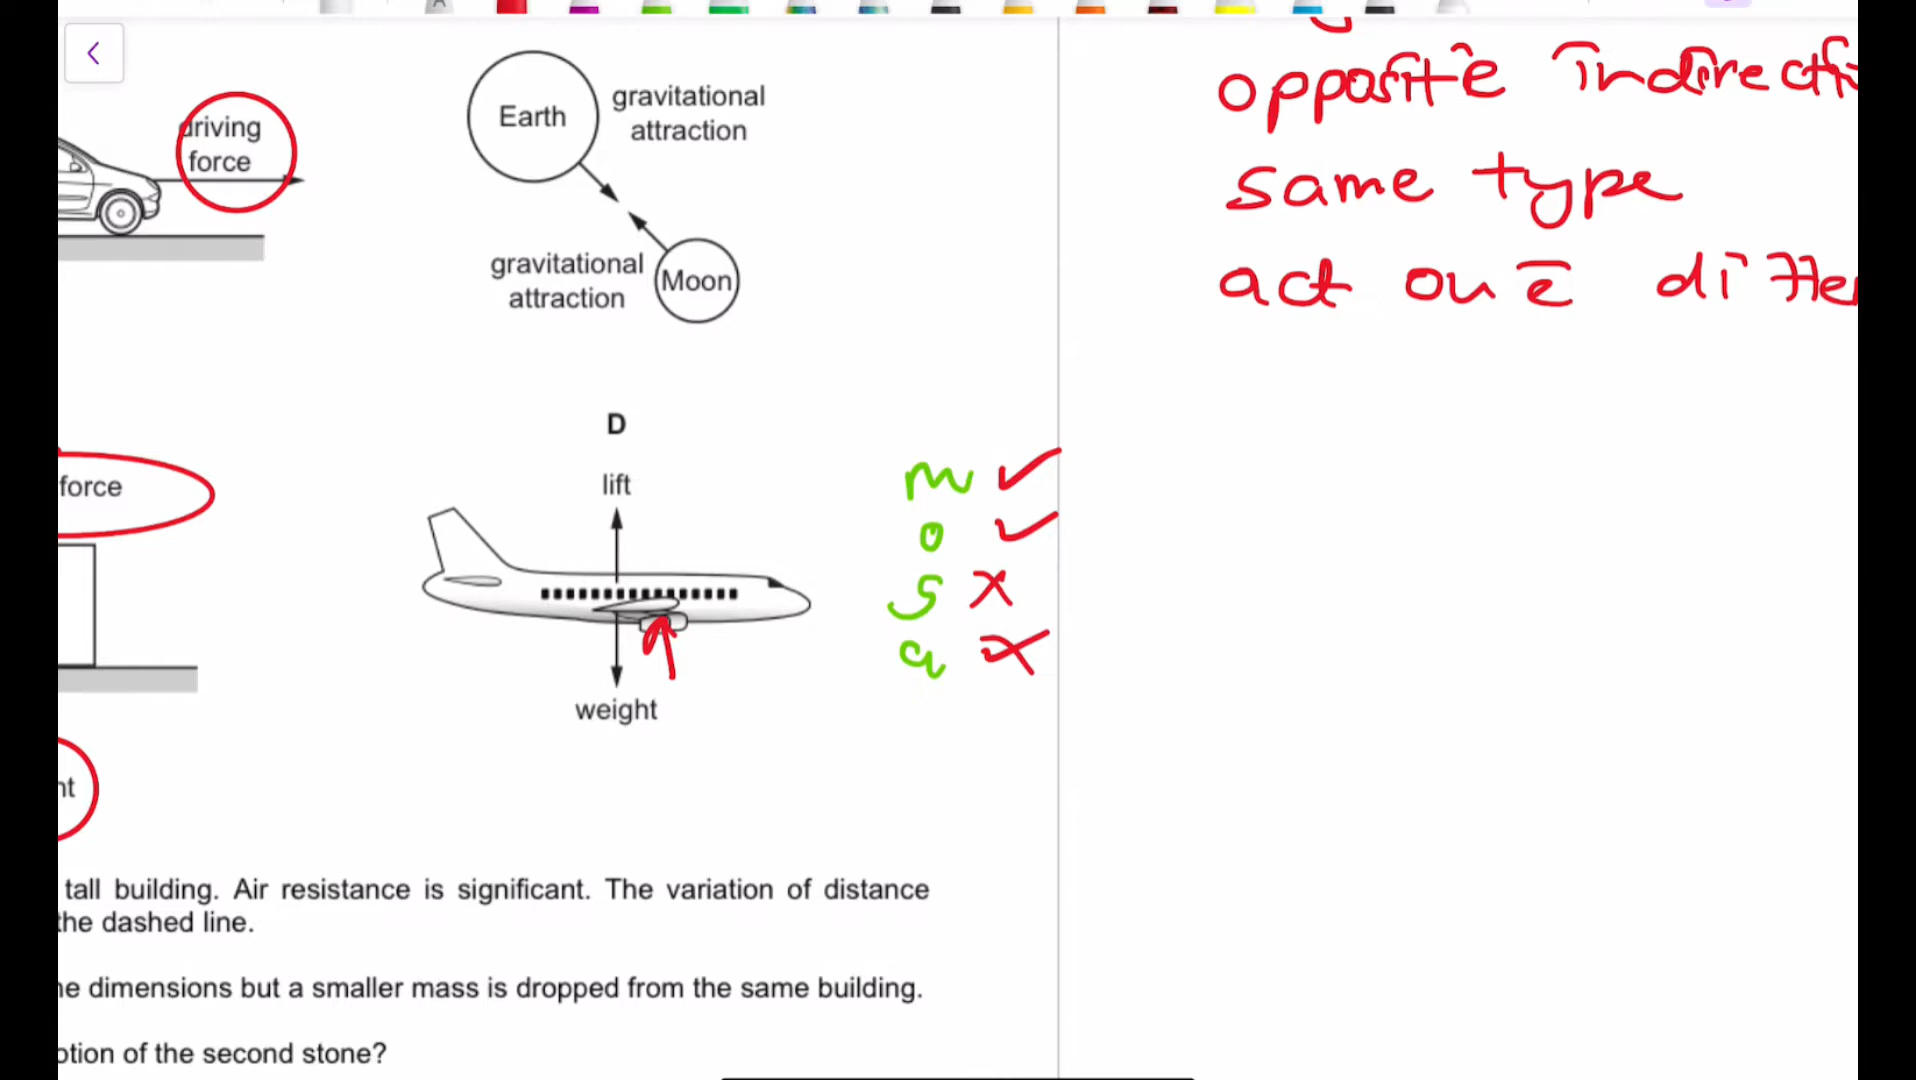 driving
force
Earth
gravitational
attraction
gravitational
attraction
Moon
opposite
same type
act on
D
lift
force
weight
m ✓
o ✓
s x
a x
tall building. Air resistance is significant. The variation of distance
the dashed line.
dimensions but a smaller mass is dropped from the same building.
of the second stone?